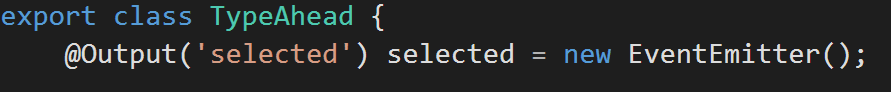 export class TypeAhead {
@Output('selected') selected = new EventEmitter();